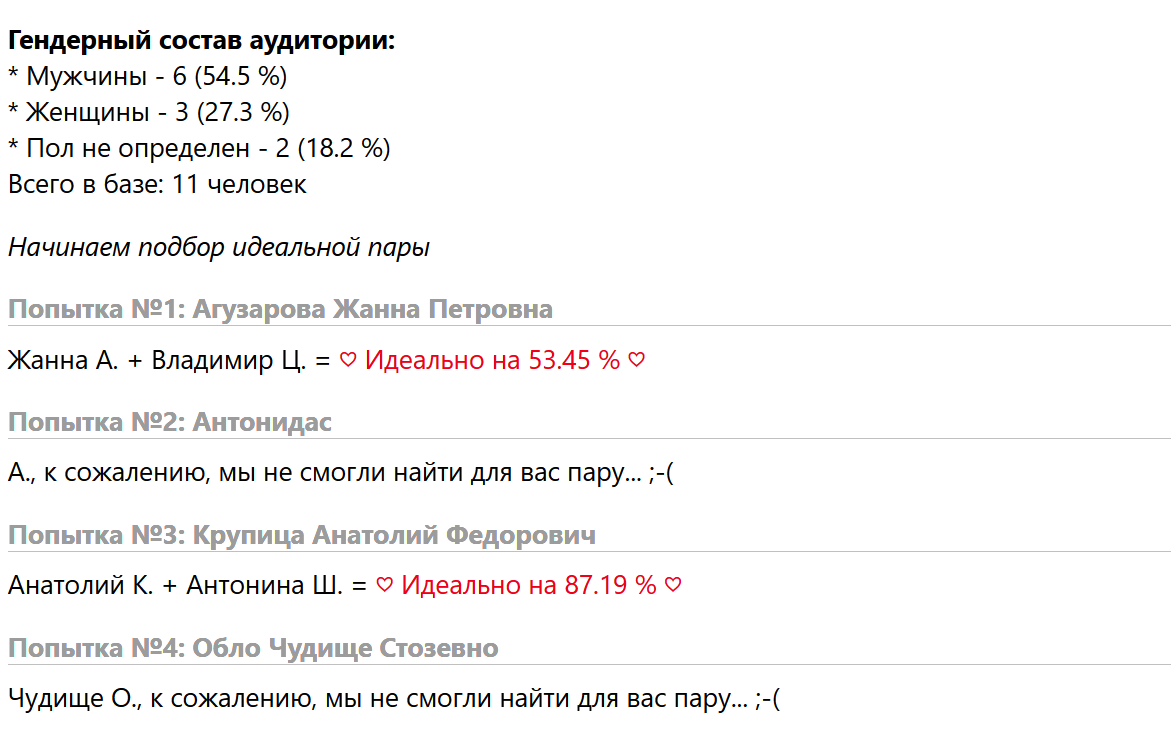 Гендерный состав аудитории:
* Мужчины - 6 (54.5 %)
* Женщины - 3 (27.3 %)
* Пол не определен - 2 (18.2 %)
Всего в базе: 11 человек
Начинаем подбор идеальной пары
Попытка №1: Агузарова Жанна Петровна
Жанна А. + Владимир Ц. = ♡ Идеально на 53.45 % ♡
Попытка №2: Антонидас
А., к сожалению, мы не смогли найти для вас пару... ;-(
Попытка №3: Крупица Анатолий Федорович
Анатолий К. + Антонина Ш. = ♡ Идеально на 87.19 % ♡
Попытка №4: Обло Чудище Стозевно
Чудище О., к сожалению, мы не смогли найти для вас пару... ;-(